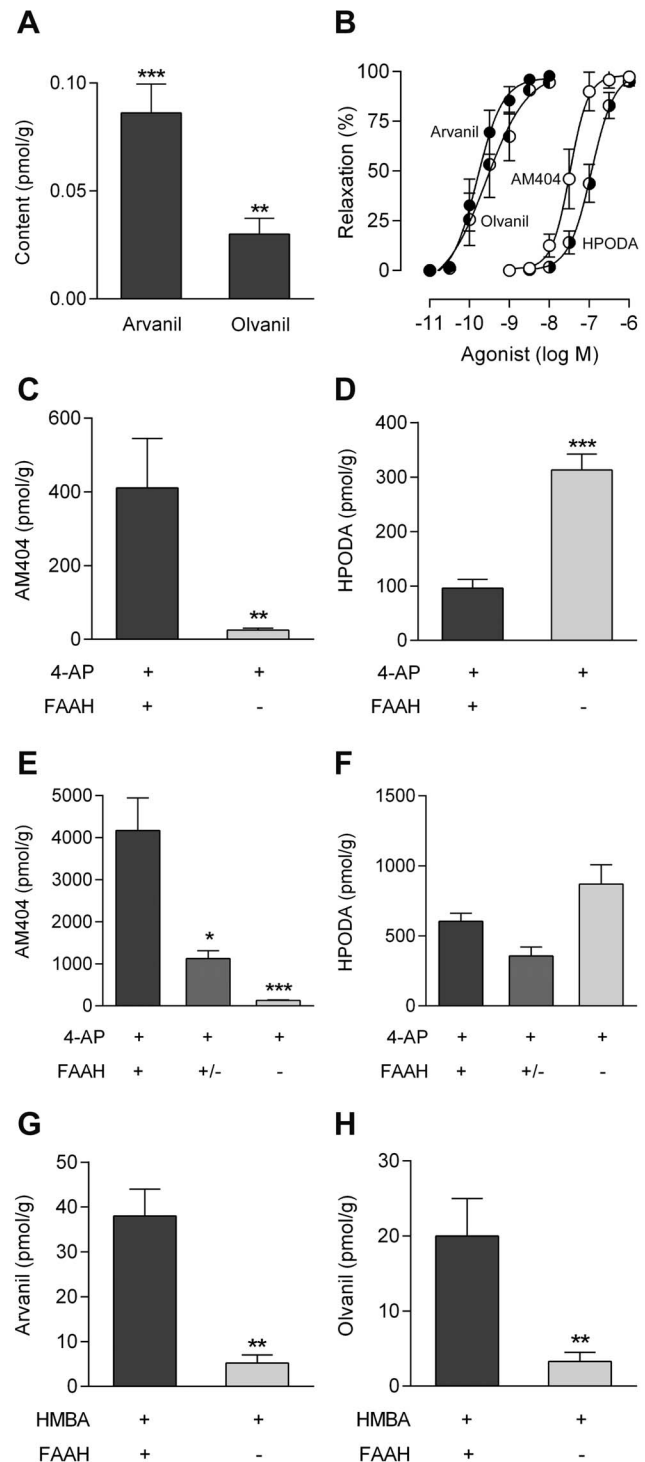 A
Content (pmol/g)
0.10
0.05
0.00
***
**
Arvanil Olvanil
B
Relaxation (%)
100
75
50
25
0
Arvanil
Olvanil
AM404
HPODA
-11 -10 -9 -8 -7 -6
Agonist (log M)
C
AM404 (pmol/g)
600
400
200
0
**
4-AP + +
FAAH + -
D
HPODA (pmol/g)
400
300
200
100
0
***
4-AP + +
FAAH + -
E
AM404 (pmol/g)
5000
4000
3000
2000
1000
0
*
***
4-AP + + +
FAAH + +/- -
F
HPODA (pmol/g)
1500
1000
500
0
4-AP + + +
FAAH + +/- -
G
Arvanil (pmol/g)
50
40
30
20
10
0
**
HMBA + +
FAAH + -
H
Olvanil (pmol/g)
30
20
10
0
**
HMBA + +
FAAH + -